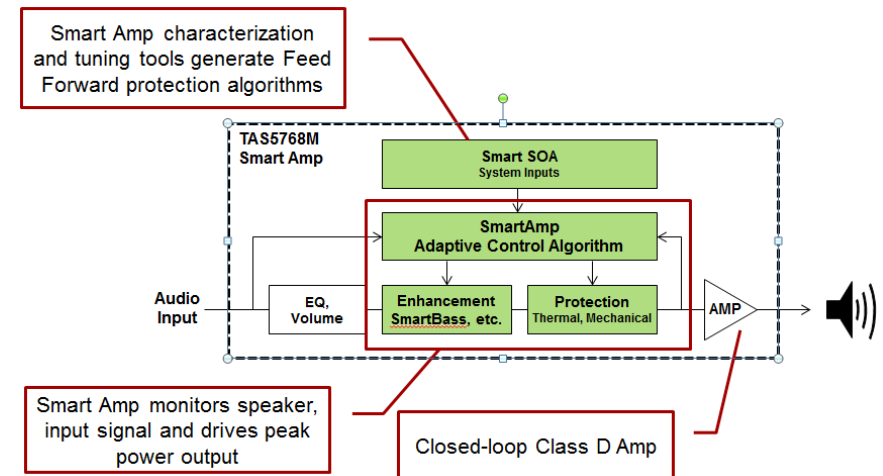 Smart Amp characterization
and tuning tools generate Feed
Forward protection algorithms
TAS5768M
Smart Amp
Smart SOA
System Inputs
SmartAmp
Adaptive Control Algorithm
Audio
Input
EQ,
Volume
Enhancement
SmartBass, etc.
Protection
Thermal, Mechanical
AMP
Smart Amp monitors speaker,
input signal and drives peak
power output
Closed-loop Class D Amp